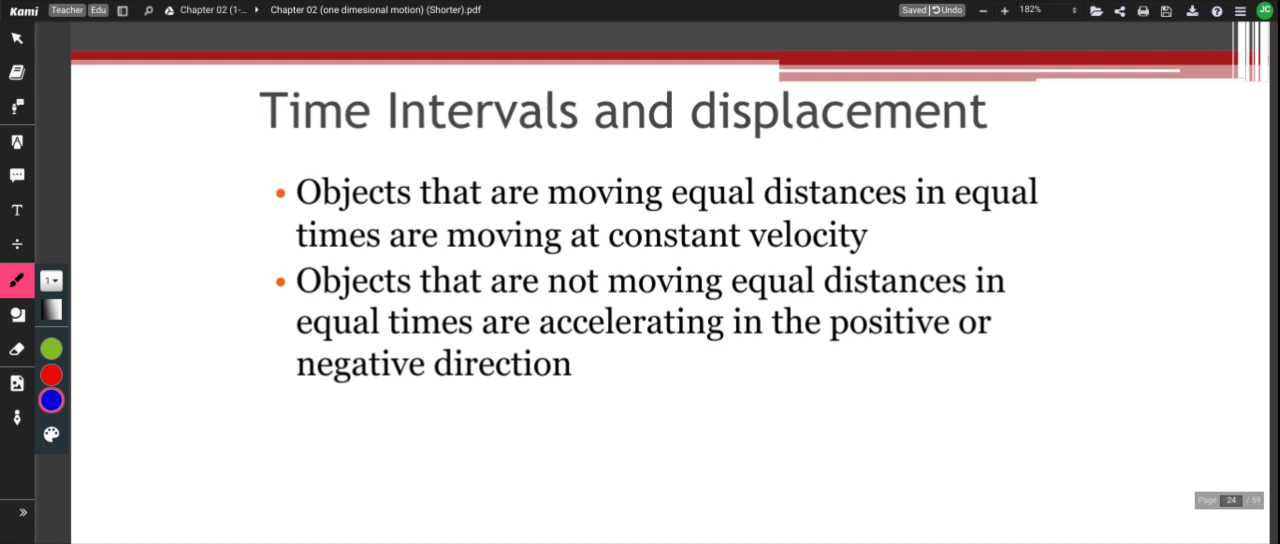 Kami Teacher Edu Chapter 02 (1-... Chapter 02 (one dimesional motion) (Shorter).pdf Saved Undo 182% JC
Time Intervals and displacement
• Objects that are moving equal distances in equal
times are moving at constant velocity
• Objects that are not moving equal distances in
equal times are accelerating in the positive or
negative direction
T
1
Page 24 / 59